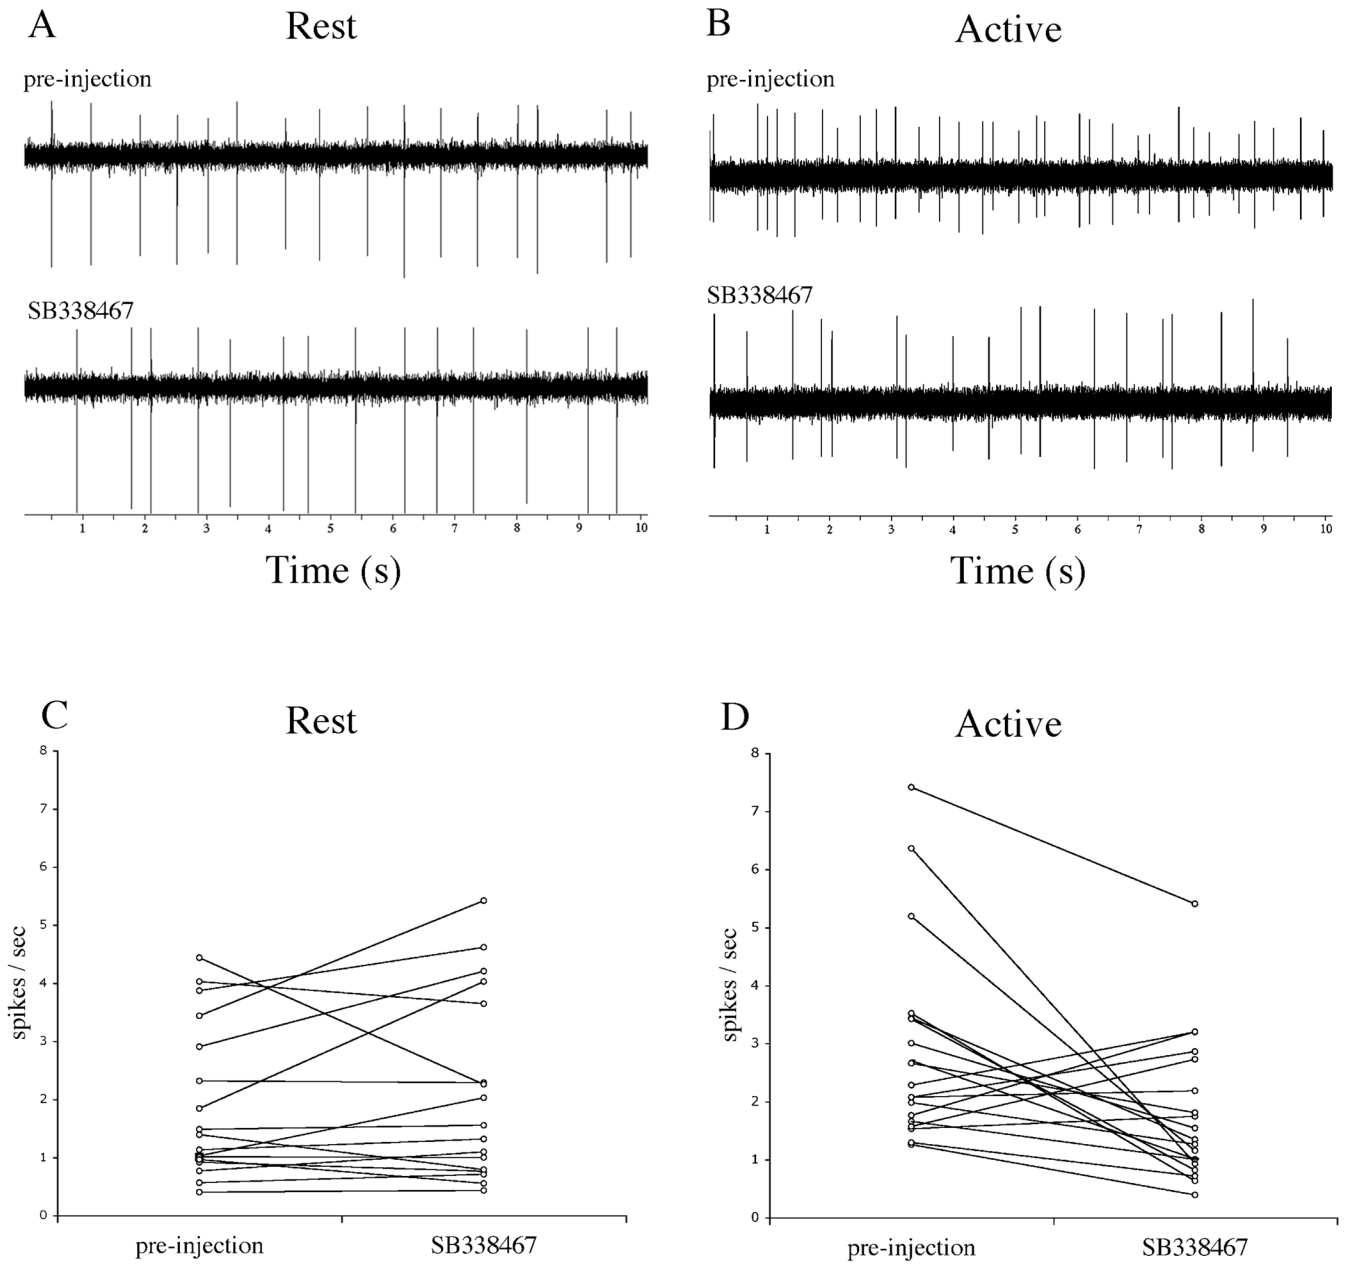 A
Rest
pre-injection
SB338467
1 2 3 4 5 6 7 8 9 10
Time (s)
B
Active
pre-injection
SB338467
1 2 3 4 5 6 7 8 9 10
Time (s)
C
Rest
8
7
6
5
4
3
2
1
0
spikes / sec
pre-injection SB338467
D
Active
8
7
6
5
4
3
2
1
0
spikes / sec
pre-injection SB338467